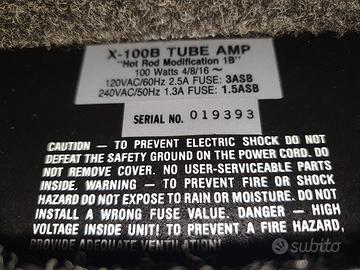 X-100B TUBE AMP
"Hot Rod Modification 1B"
100 Watts 4/8/16 ~
120VAC/60Hz 2.5A FUSE: 3ASB
240VAC/50Hz 1.3A FUSE: 1.5ASB
SERIAL NO. 019393
CAUTION — TO PREVENT ELECTRIC SHOCK DO NOT
DEFEAT THE SAFETY GROUND ON THE POWER CORD. DO
NOT REMOVE COVER. NO USER-SERVICEABLE PARTS
INSIDE. WARNING — TO PREVENT FIRE OR SHOCK
HAZARD DO NOT EXPOSE TO RAIN OR MOISTURE. DO NOT
INSTALL A WRONG FUSE VALUE. DANGER — HIGH
VOLTAGE INSIDE UNIT! TO PREVENT A FIRE HAZARD,
PROVIDE ADEQUATE VENTILATION!
subito